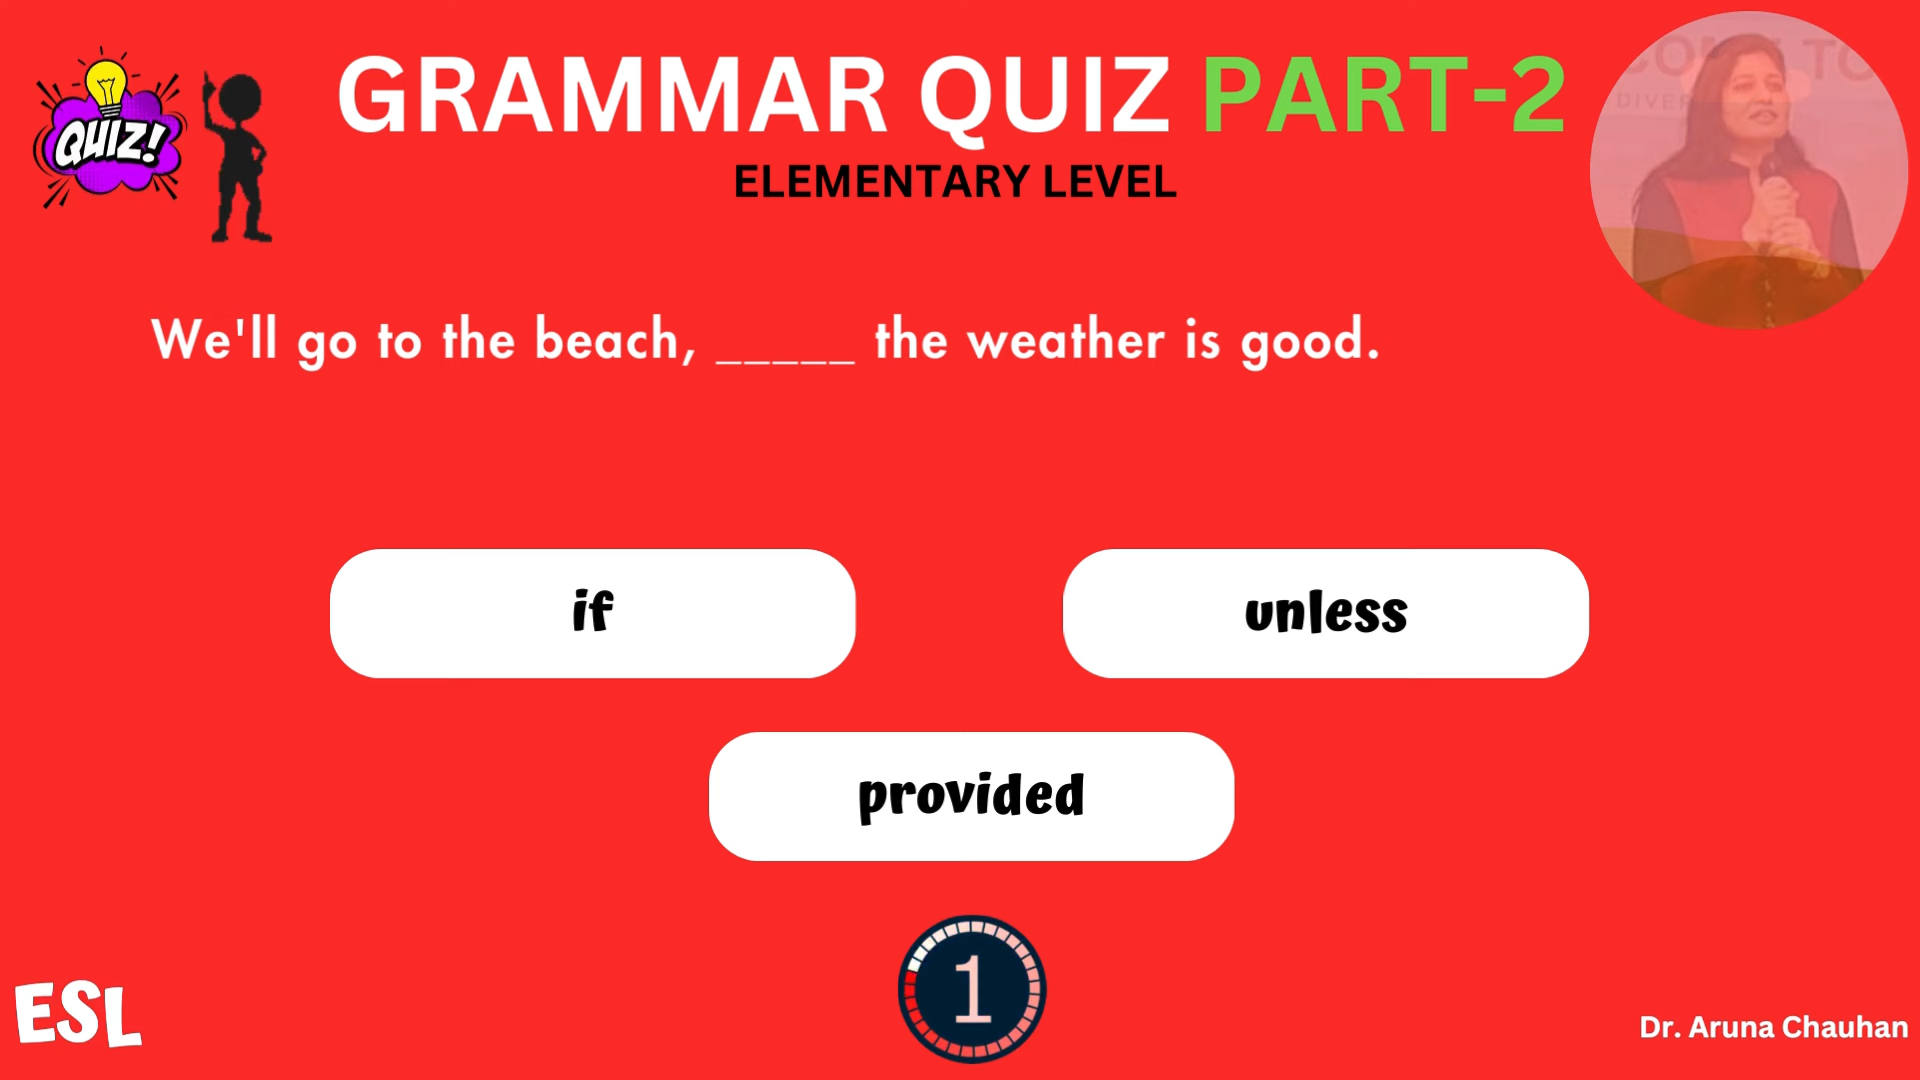 QUIZ!
GRAMMAR QUIZ PART-2
ELEMENTARY LEVEL
DIVER
We'll go to the beach, _____ the weather is good.
if
unless
provided
1
ESL
Dr. Aruna Chauhan